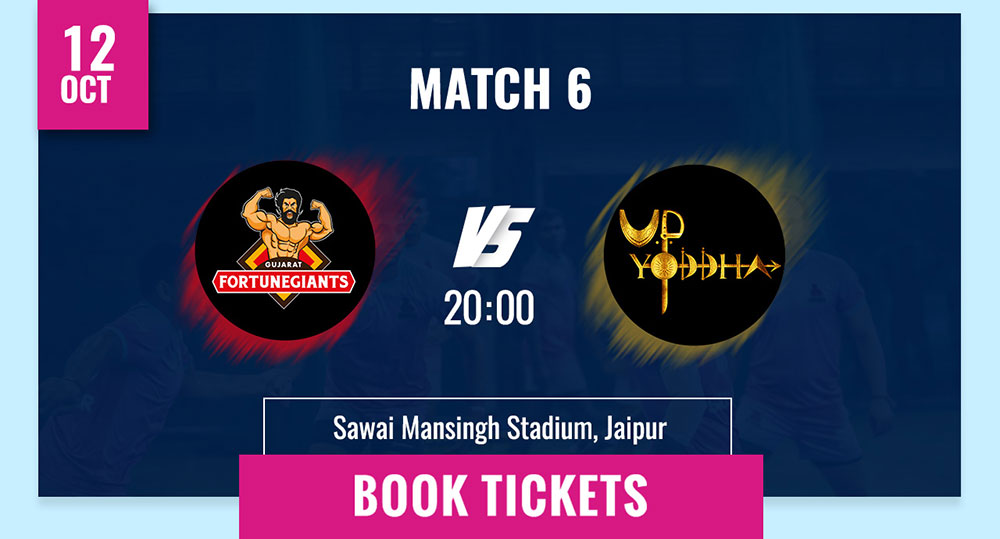 12
OCT
MATCH 6
GUJARAT
FORTUNEGIANTS
VS
20:00
U.P.
YODDHA
Sawai Mansingh Stadium, Jaipur
BOOK TICKETS